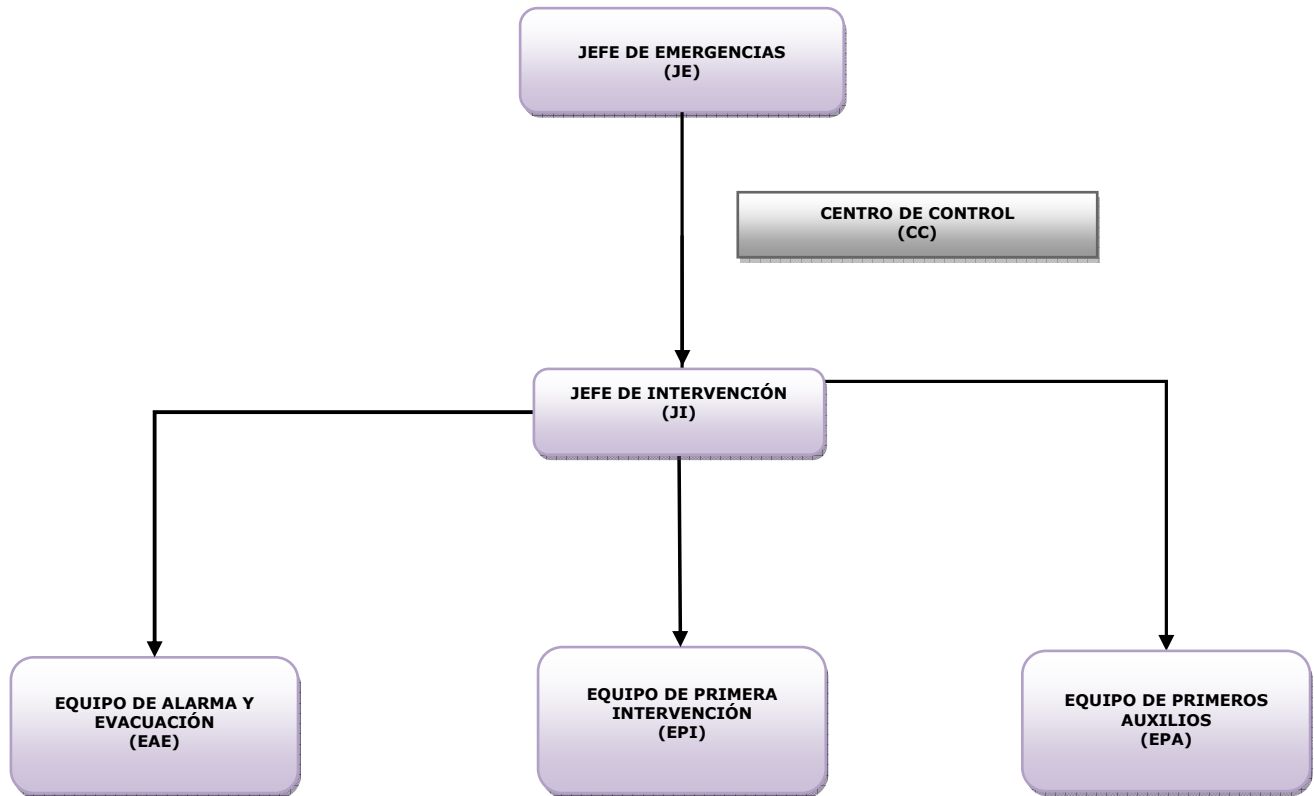 JEFE DE EMERGENCIAS
(JE)
CENTRO DE CONTROL
(CC)
JEFE DE INTERVENCIÓN
(JI)
EQUIPO DE ALARMA Y
EVACUACIÓN
(EAE)
EQUIPO DE PRIMERA
INTERVENCIÓN
(EPI)
EQUIPO DE PRIMEROS
AUXILIOS
(EPA)